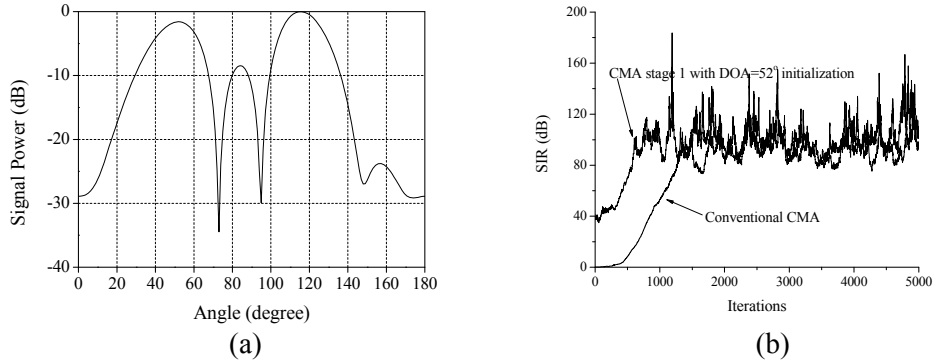 0
-10
-20
-30
-40
Signal Power (dB)
0 20 40 60 80 100 120 140 160 180
Angle (degree)
(a)
200
160
120
80
40
0
SIR (dB)
CMA stage 1 with DOA=52° initialization
Conventional CMA
0 1000 2000 3000 4000 5000
Iterations
(b)